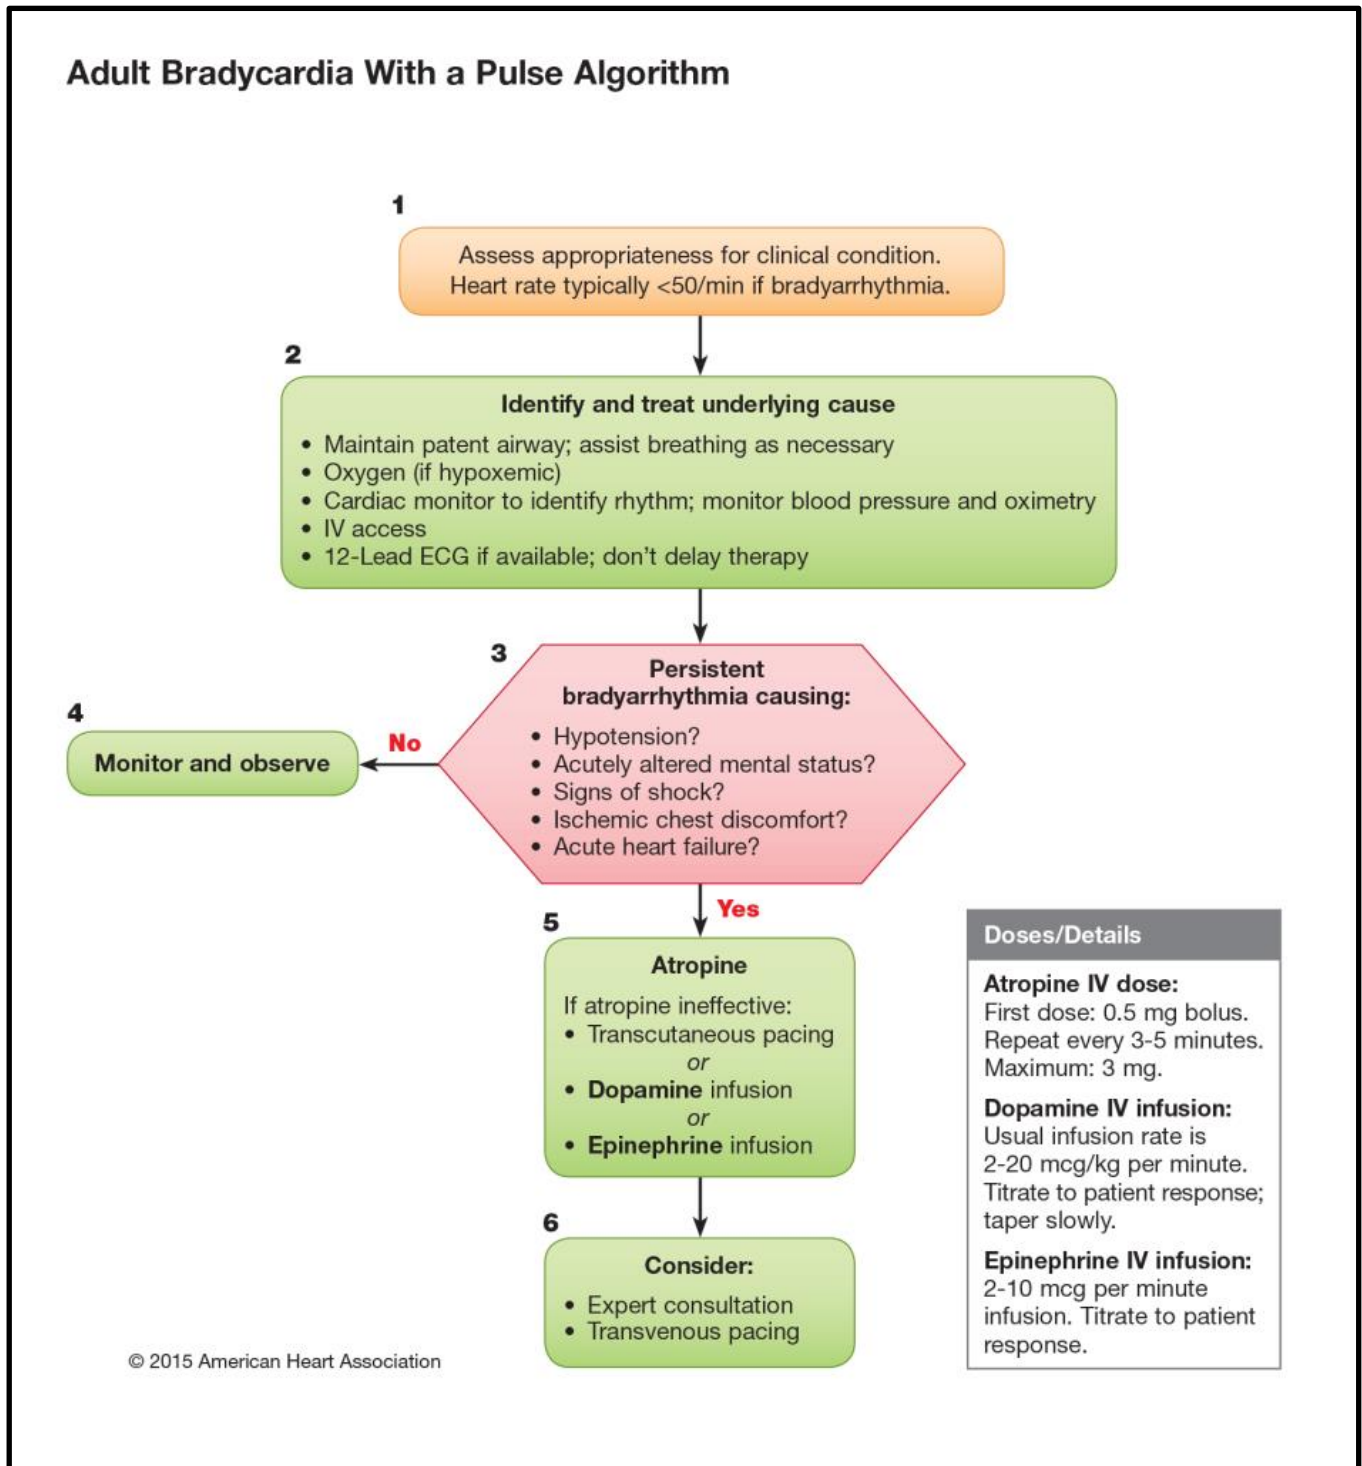 Adult Bradycardia With a Pulse Algorithm
1
Assess appropriateness for clinical condition.
Heart rate typically <50/min if bradyarrhythmia.
2
Identify and treat underlying cause
• Maintain patent airway; assist breathing as necessary
• Oxygen (if hypoxemic)
• Cardiac monitor to identify rhythm; monitor blood pressure and oximetry
• IV access
• 12-Lead ECG if available; don't delay therapy
3
Persistent
bradyarrhythmia causing:
• Hypotension?
• Acutely altered mental status?
• Signs of shock?
• Ischemic chest discomfort?
• Acute heart failure?
No
4
Monitor and observe
Yes
5
Atropine
If atropine ineffective:
• Transcutaneous pacing
or
• Dopamine infusion
or
• Epinephrine infusion
6
Consider:
• Expert consultation
• Transvenous pacing
Doses/Details
Atropine IV dose:
First dose: 0.5 mg bolus.
Repeat every 3-5 minutes.
Maximum: 3 mg.
Dopamine IV infusion:
Usual infusion rate is
2-20 mcg/kg per minute.
Titrate to patient response;
taper slowly.
Epinephrine IV infusion:
2-10 mcg per minute
infusion. Titrate to patient
response.
© 2015 American Heart Association